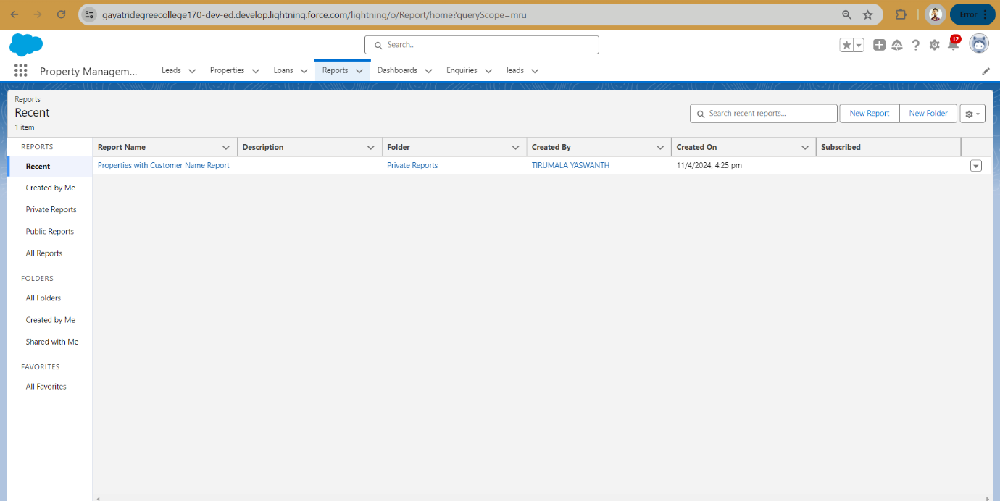 gayatridegreecollege170-dev-ed.develop.lightning.force.com/lightning/o/Report/home?queryScope=mru
Error
Search...
12
Property Managem...
Leads
Properties
Loans
Reports
Dashboards
Enquiries
leads
Reports
Recent
1 item
Search recent reports...
New Report
New Folder
REPORTS
Recent
Created by Me
Private Reports
Public Reports
All Reports
FOLDERS
All Folders
Created by Me
Shared with Me
FAVORITES
All Favorites
Report Name Description Folder Created By Created On Subscribed
Properties with Customer Name Report Private Reports TIRUMALA YASWANTH 11/4/2024, 4:25 pm